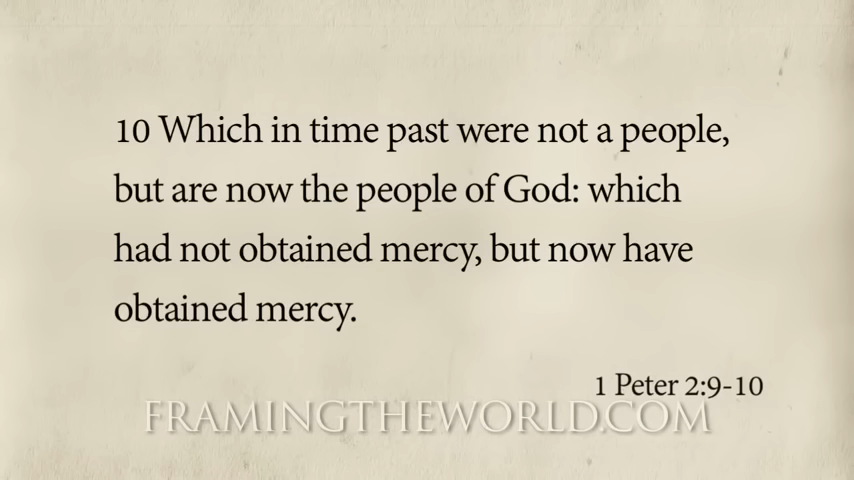 10 Which in time past were not a people,
but are now the people of God: which
had not obtained mercy, but now have
obtained mercy.
1 Peter 2:9-10
FRAMINGTHEWORLD.COM